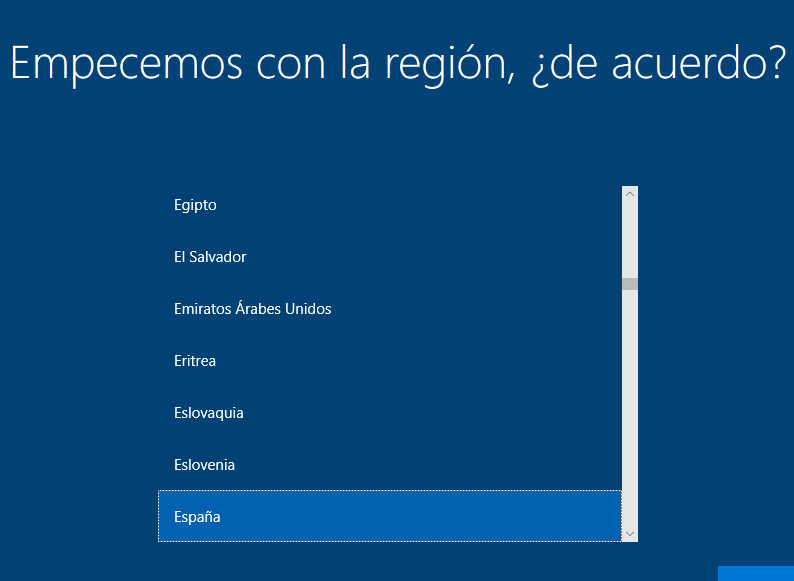 Empecemos con la región, ¿de acuerdo?
Egipto
El Salvador
Emiratos Árabes Unidos
Eritrea
Eslovaquia
Eslovenia
España